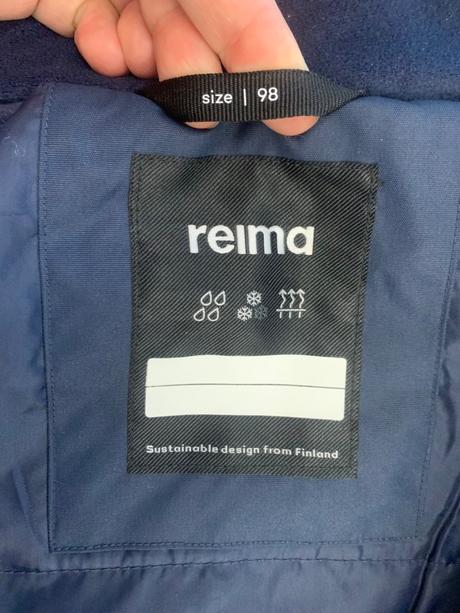 size | 98
reima
Sustainable design from Finland